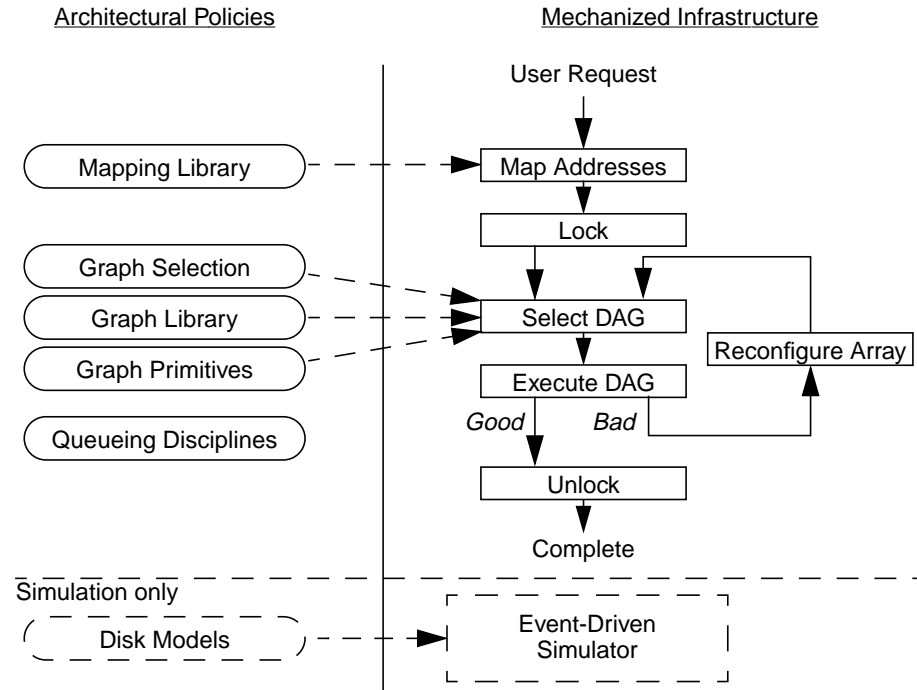 Architectural Policies
Mechanized Infrastructure
User Request
Mapping Library
Map Addresses
Lock
Graph Selection
Graph Library
Select DAG
Graph Primitives
Reconfigure Array
Execute DAG
Good
Bad
Queueing Disciplines
Unlock
Complete
Simulation only
Disk Models
Event-Driven
Simulator